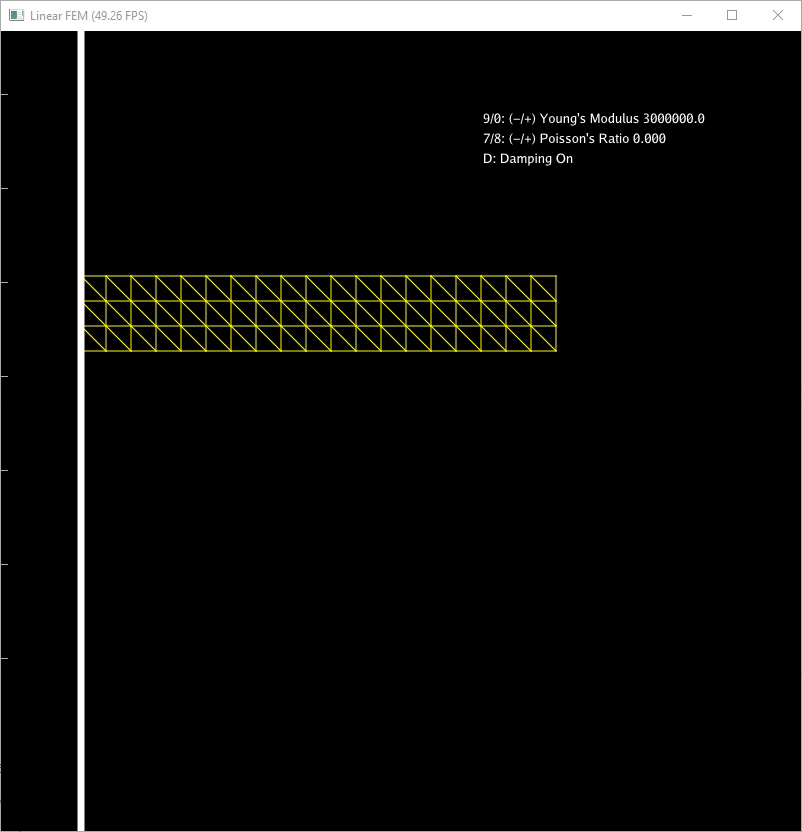 Linear FEM (49.26 FPS)
9/0: (−/+) Young's Modulus 3000000.0
7/8: (−/+) Poisson's Ratio 0.000
D: Damping On